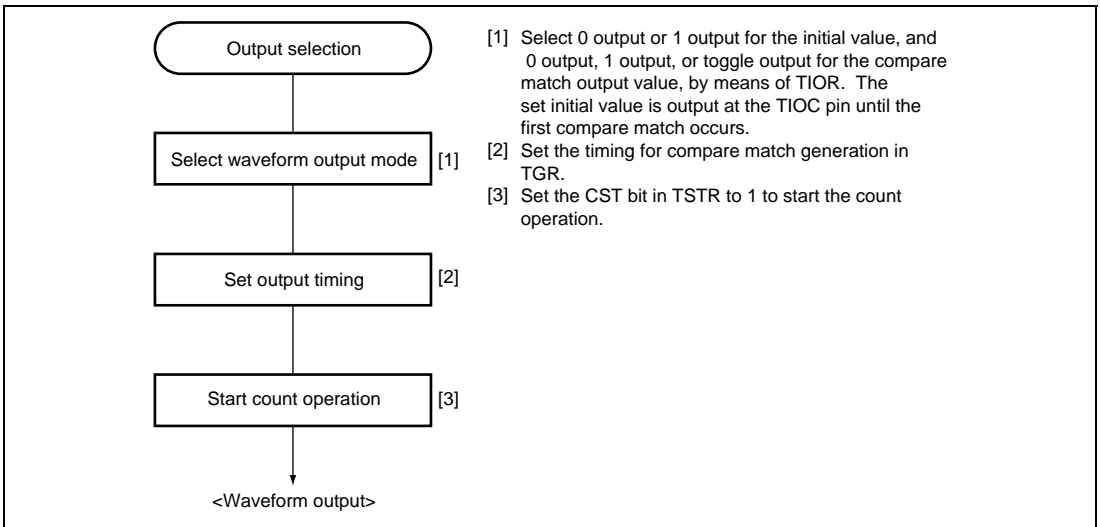 Output selection
Select waveform output mode [1]
Set output timing [2]
Start count operation [3]
<Waveform output>
[1] Select 0 output or 1 output for the initial value, and
0 output, 1 output, or toggle output for the compare
match output value, by means of TIOR. The
set initial value is output at the TIOC pin until the
first compare match occurs.
[2] Set the timing for compare match generation in
TGR.
[3] Set the CST bit in TSTR to 1 to start the count
operation.